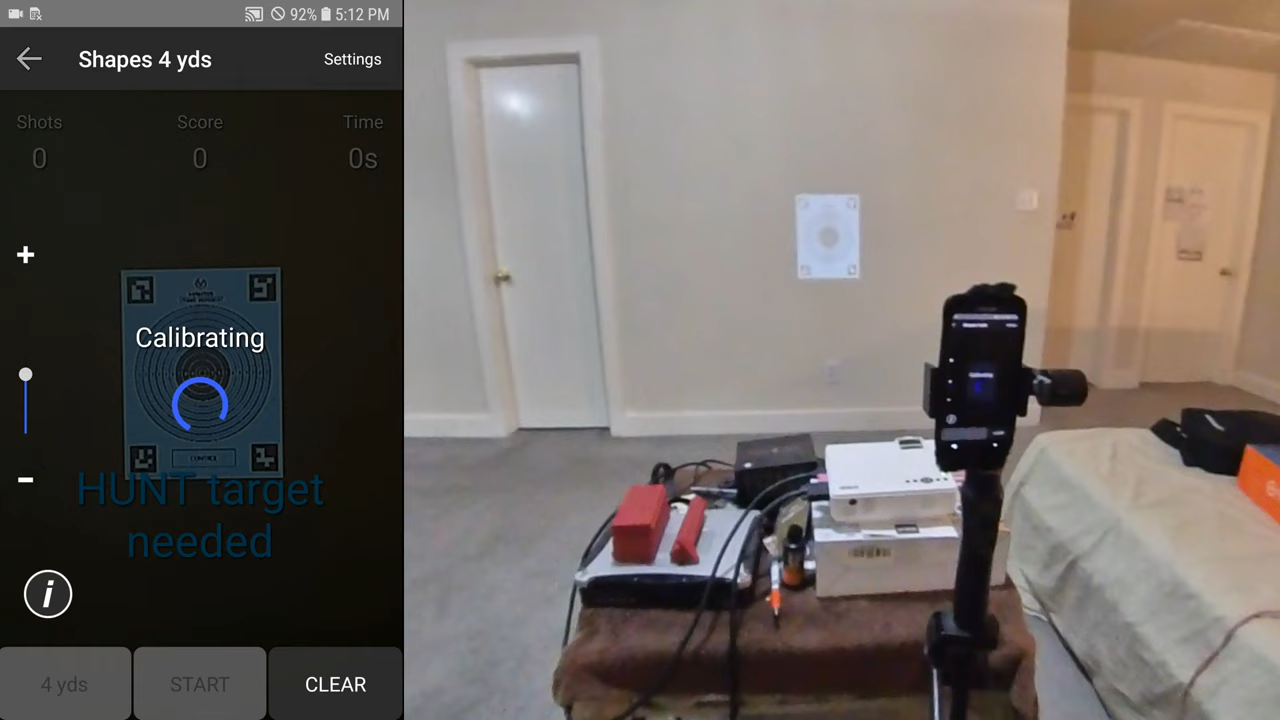 92% 5:12 PM
Shapes 4 yds
Settings
Shots
Score
Time
0
0
0s
+
Calibrating
CONTROL
-
HUNT target
needed
i
4 yds
START
CLEAR